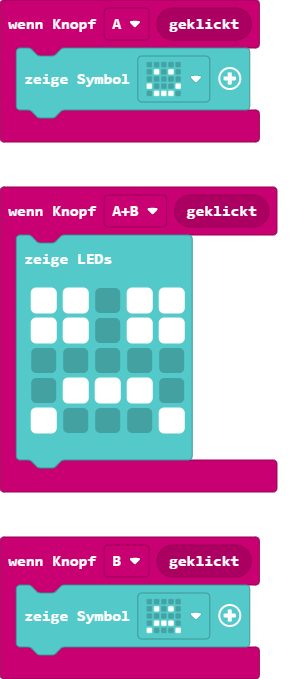 wenn Knopf A geklickt
zeige Symbol
wenn Knopf A+B geklickt
zeige LEDs
wenn Knopf B geklickt
zeige Symbol